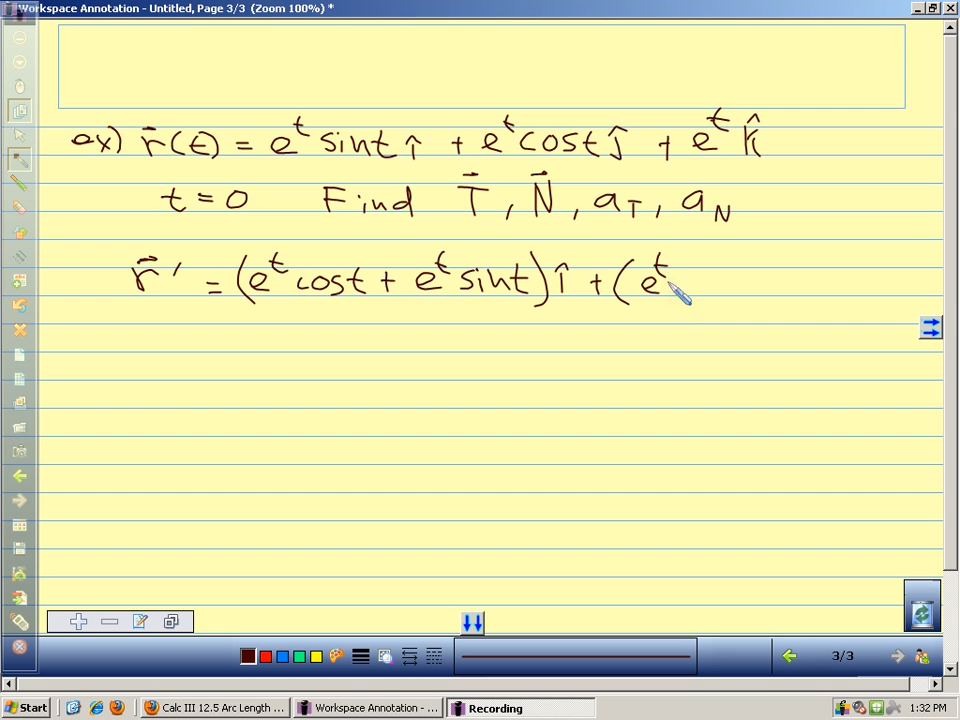 Workspace Annotation - Untitled, Page 3/3 (Zoom 100%) *
ex) r⃗(t) = e^t sint î + e^t cost ĵ + e^t k̂
t = 0 Find T⃗, N⃗, a_T, a_N
r⃗' = (e^t cost + e^t sint) î + (e^t
3/3
Start Calc III 12.5 Arc Length ... Workspace Annotation - ... Recording 1:32 PM